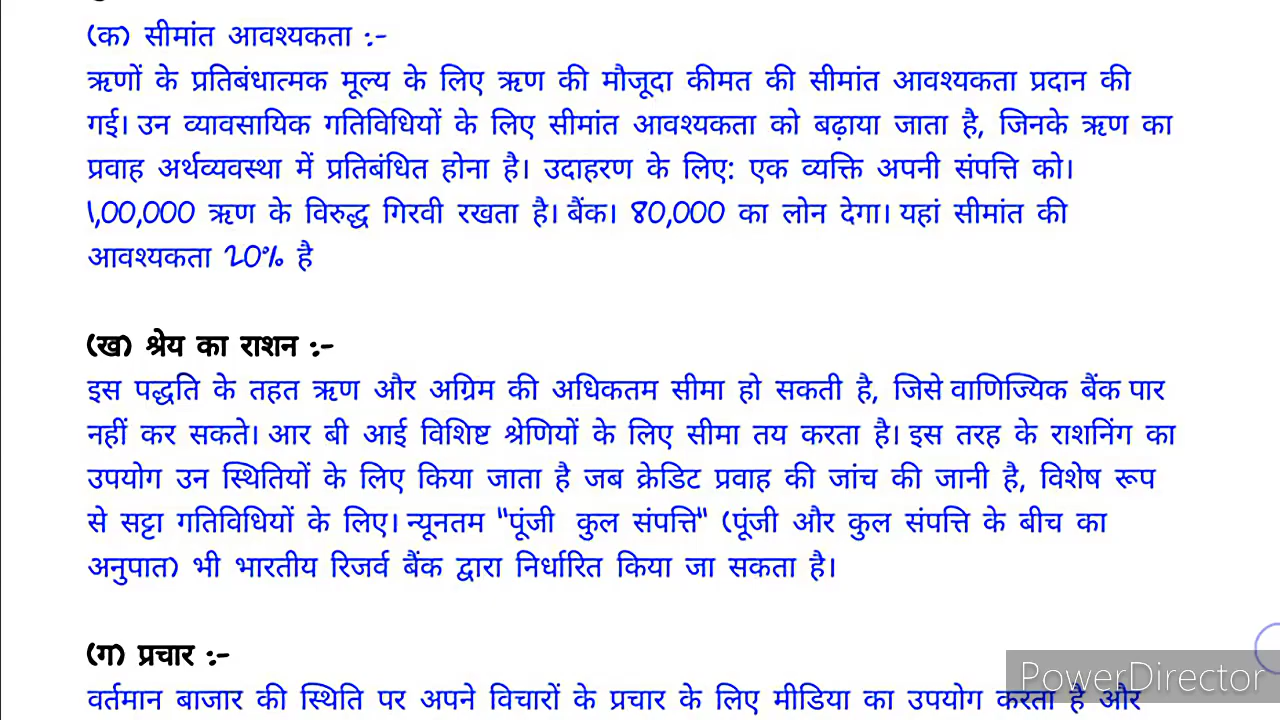 (क) सीमांत आवश्यकता :-
ऋणों के प्रतिबंधात्मक मूल्य के लिए ऋण की मौजूदा कीमत की सीमांत आवश्यकता प्रदान की
गई। उन व्यावसायिक गतिविधियों के लिए सीमांत आवश्यकता को बढ़ाया जाता है, जिनके ऋण का
प्रवाह अर्थव्यवस्था में प्रतिबंधित होना है। उदाहरण के लिए: एक व्यक्ति अपनी संपत्ति को।
1,00,000 ऋण के विरुद्ध गिरवी रखता है। बैंक। 80,000 का लोन देगा। यहां सीमांत की
आवश्यकता 20% है
(ख) श्रेय का राशन :-
इस पद्धति के तहत ऋण और अग्रिम की अधिकतम सीमा हो सकती है, जिसे वाणिज्यिक बैंक पार
नहीं कर सकते। आर बी आई विशिष्ट श्रेणियों के लिए सीमा तय करता है। इस तरह के राशनिंग का
उपयोग उन स्थितियों के लिए किया जाता है जब क्रेडिट प्रवाह की जांच की जानी है, विशेष रूप
से सट्टा गतिविधियों के लिए। न्यूनतम "पूंजी कुल संपत्ति" (पूंजी और कुल संपत्ति के बीच का
अनुपात) भी भारतीय रिजर्व बैंक द्वारा निर्धारित किया जा सकता है।
(ग) प्रचार :-
वर्तमान बाजार की स्थिति पर अपने विचारों के प्रचार के लिए मीडिया का उपयोग करता है और
PowerDirector